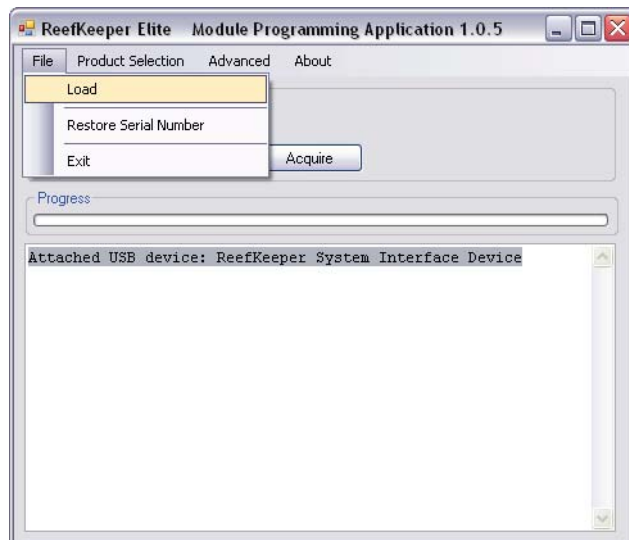 ReefKeeper Elite Module Programming Application 1.0.5
File Product Selection Advanced About
Load
Restore Serial Number
Exit
Acquire
Progress
Attached USB device: ReefKeeper System Interface Device